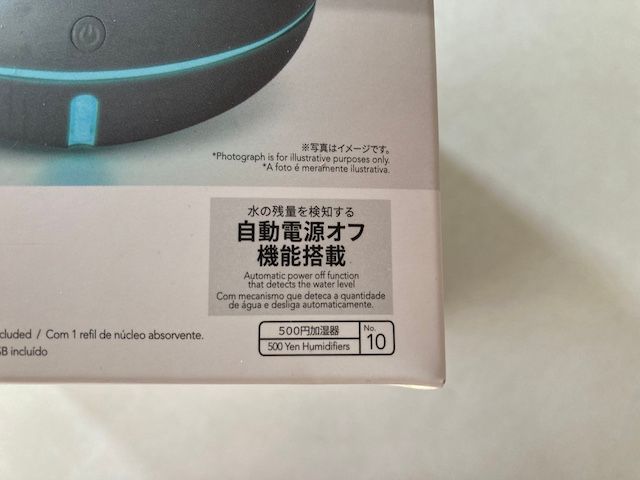 ※写真はイメージです。
*Photograph is for illustrative purposes only.
*A foto é meramente ilustrativa.
水の残量を検知する
自動電源オフ
機能搭載
Automatic power off function
that detects the water level
Com mecanismo que deteca a quantidade
de água e desliga automaticamente.
cluded / Com 1 refil de núcleo absorvente.
SB incluído
500円加湿器
500 Yen Humidifiers
No.
10